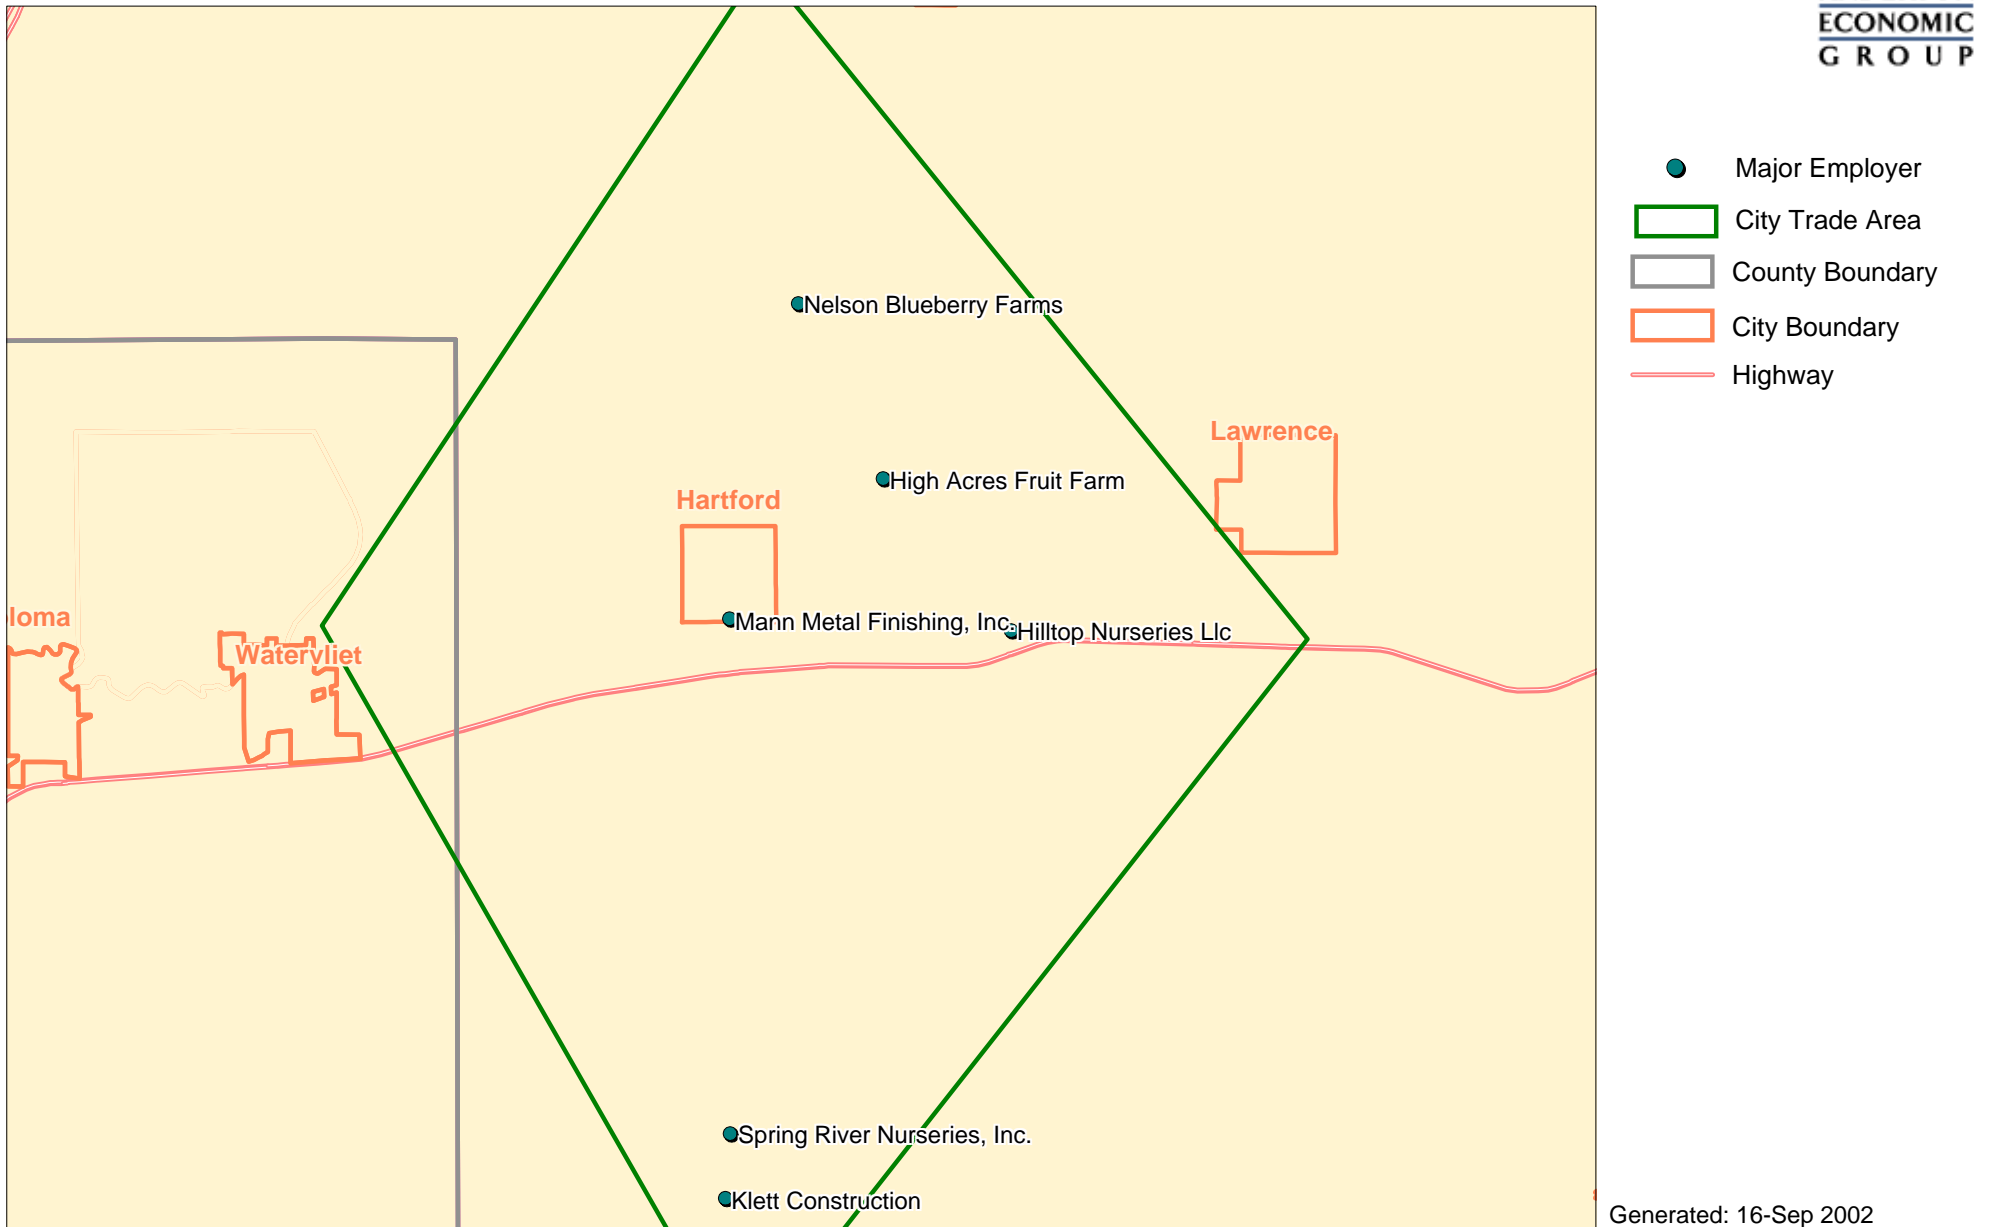 ECONOMIC
GROUP
Major Employer
City Trade Area
County Boundary
City Boundary
Highway
Nelson Blueberry Farms
Lawrence
High Acres Fruit Farm
Hartford
loma
Mann Metal Finishing, Inc.
Hilltop Nurseries Llc
Watervliet
Spring River Nurseries, Inc.
Klett Construction
Generated: 16-Sep 2002